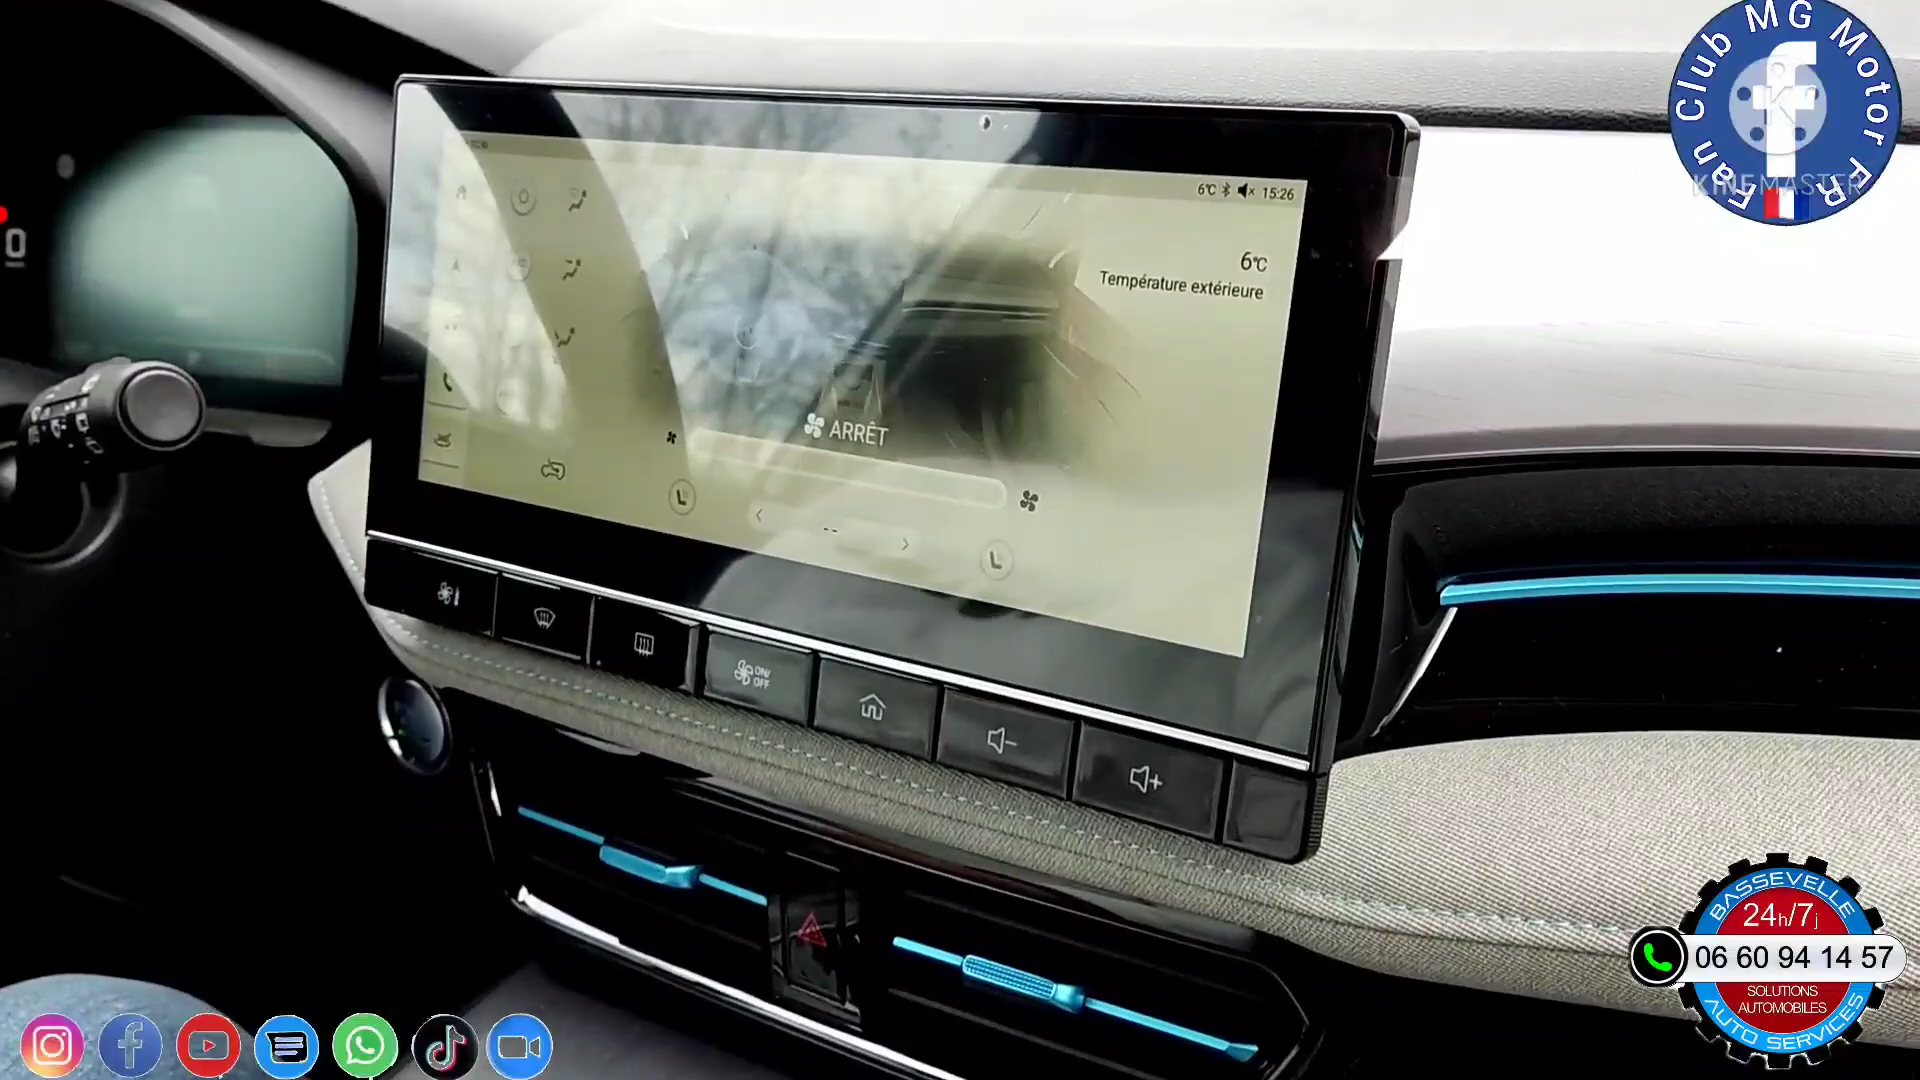 Fan Club MG Motor FR
KINEMASTER
6℃ 15:26
6℃
Température extérieure
ARRÊT
--
0
ON/
OFF
BASSEVELLE
24h/7j
06 60 94 14 57
SOLUTIONS
AUTOMOBILES
AUTO SERVICES